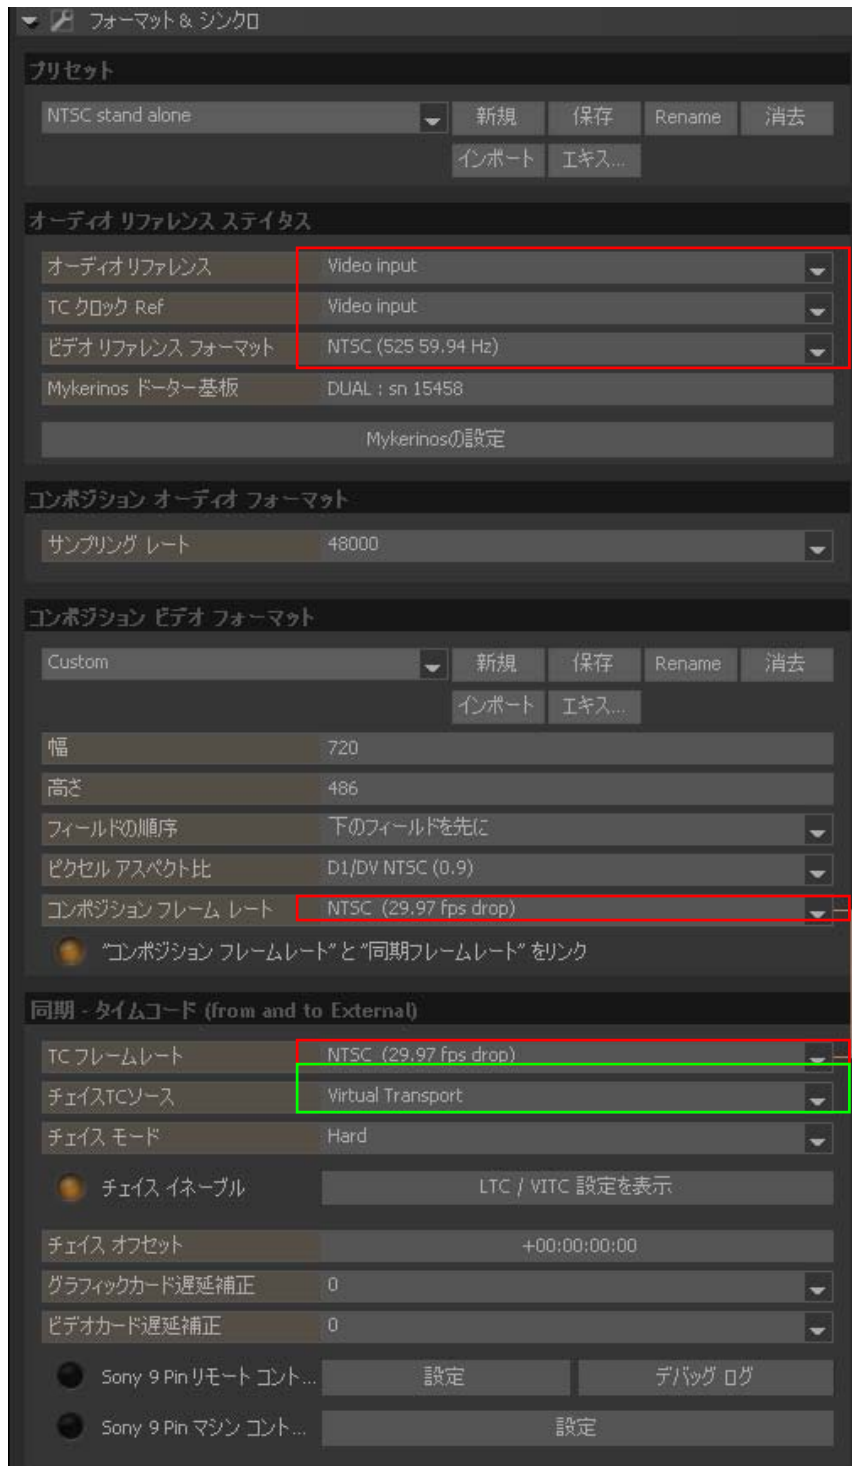 フォーマット & シンクロ
プリセット
NTSC stand alone 新規 保存 Rename 消去
インポート エキス...
オーディオ リファレンス ステイタス
オーディオ リファレンス Video input
TC クロック Ref Video input
ビデオ リファレンス フォーマット NTSC (525 59.94 Hz)
Mykerinos ドーター基板 DUAL : sn 15458
Mykerinosの設定
コンポジション オーディオ フォーマット
サンプリング レート 48000
コンポジション ビデオ フォーマット
Custom 新規 保存 Rename 消去
インポート エキス...
幅 720
高さ 486
フィールドの順序 下のフィールドを先に
ピクセル アスペクト比 D1/DV NTSC (0.9)
コンポジション フレーム レート NTSC (29.97 fps drop)
"コンポジション フレームレート" と "同期フレームレート" をリンク
同期 - タイムコード (from and to External)
TC フレームレート NTSC (29.97 fps drop)
チェイスTCソース Virtual Transport
チェイス モード Hard
チェイス イネーブル LTC / VITC 設定を表示
チェイス オフセット +00:00:00:00
グラフィックカード遅延補正 0
ビデオカード遅延補正 0
Sony 9 Pin リモート コント... 設定 デバッグ ログ
Sony 9 Pin マシン コント... 設定